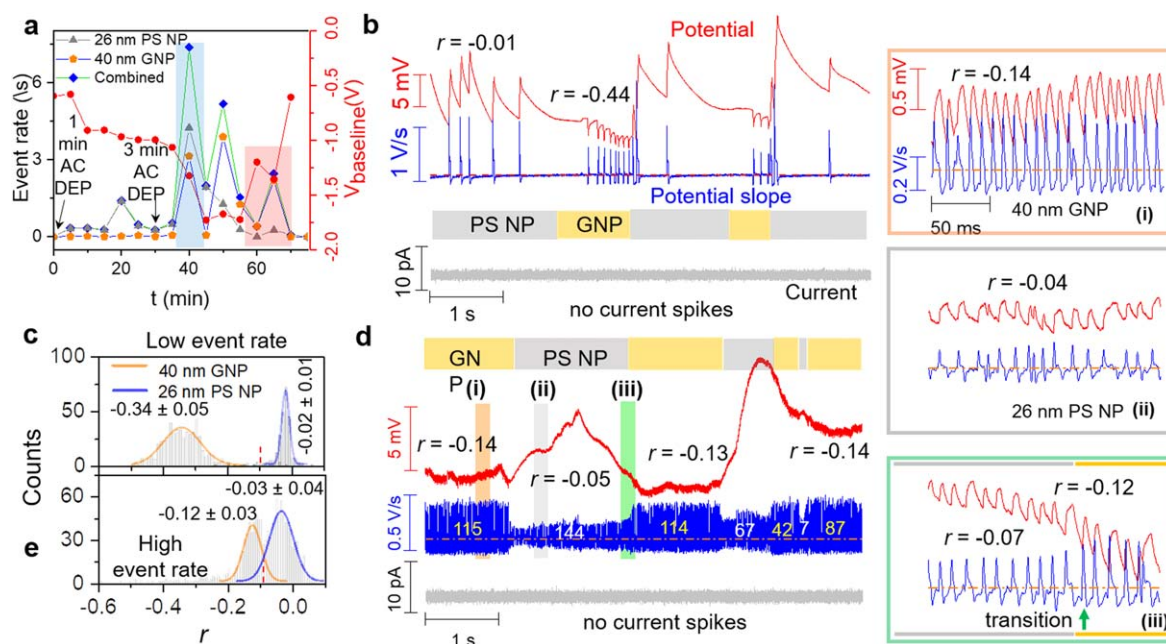 a
26 nm PS NP
40 nm GNP
Combined
Event rate (\s)
6
3
0
0.0
-0.5
-1.0
-1.5
-2.0
V_baseline(V)
1
min
AC
DEP
3 min
AC
DEP
0
20
40
60
t (min)
b
r = -0.01
Potential
r = -0.44
5 mV
1 V/s
Potential slope
PS NP
GNP
10 pA
Current
1 s
no current spikes
r = -0.14
0.5 mV
0.2 V/s
50 ms
40 nm GNP
(i)
r = -0.04
26 nm PS NP
(ii)
r = -0.12
r = -0.07
transition
(iii)
c
Low event rate
100
50
0
40 nm GNP
26 nm PS NP
-0.34 ± 0.05
-0.02 ± 0.01
Counts
e
60
30
0
-0.03 ± 0.04
-0.12 ± 0.03
High
event rate
-0.6
-0.4
-0.2
0.0
r
d
GN
P
PS NP
(i)
(ii)
(iii)
5 mV
r = -0.14
r = -0.05
r = -0.13
r = -0.14
0.5 V/s
115
144
114
67
42
7
87
10 pA
1 s
no current spikes